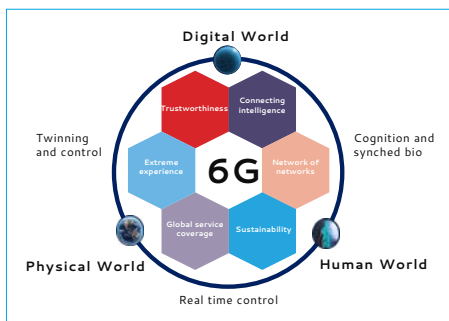 Digital World
Trustworthiness
Connecting
intelligence
Twinning
and control
Cognition and
synched bio
Extreme
experience
6G
Network of
networks
Global service
coverage
Sustainability
Physical World
Human World
Real time control